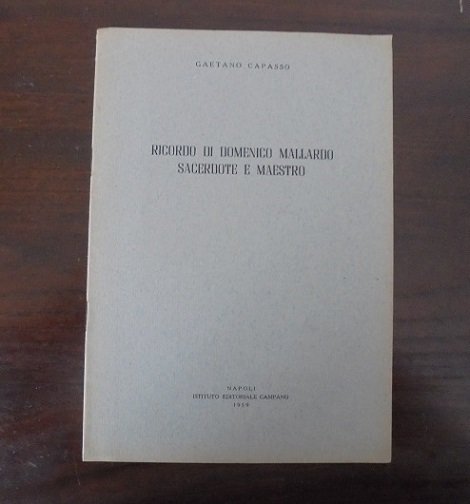 GAETANO CAPASSO
RICORDO DI DOMENICO MALLARDO
SACERDOTE E MAESTRO
NAPOLI
ISTITUTO EDITORIALE CAMPANO
1959